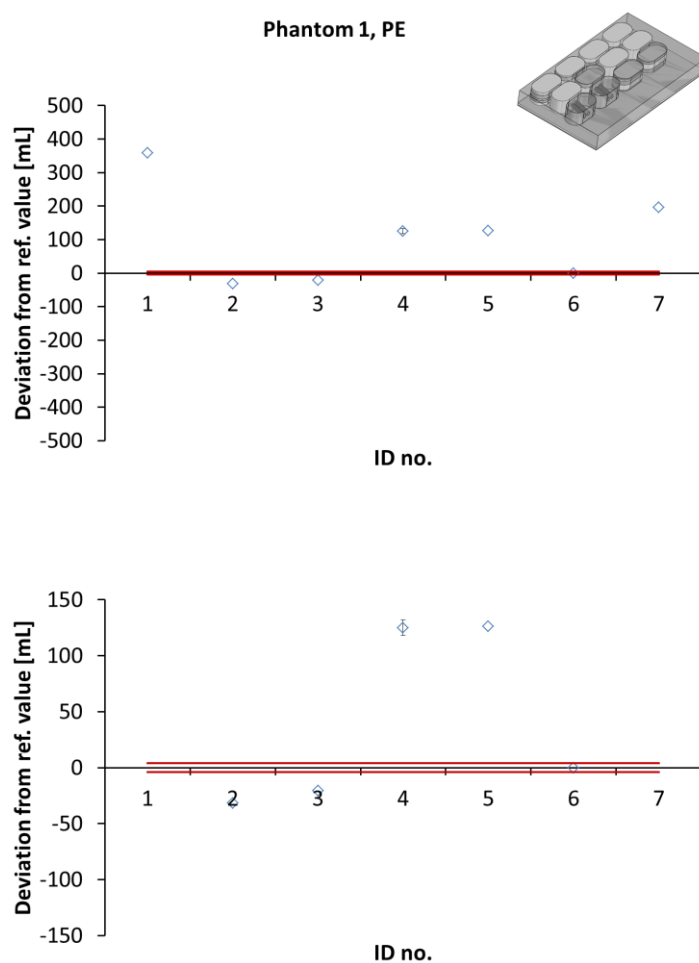 Phantom 1, PE
Deviation from ref. value [mL]
500
400
300
200
100
0
-100
-200
-300
-400
-500
1 2 3 4 5 6 7
ID no.
Deviation from ref. value [mL]
150
100
50
0
-50
-100
-150
1 2 3 4 5 6 7
ID no.